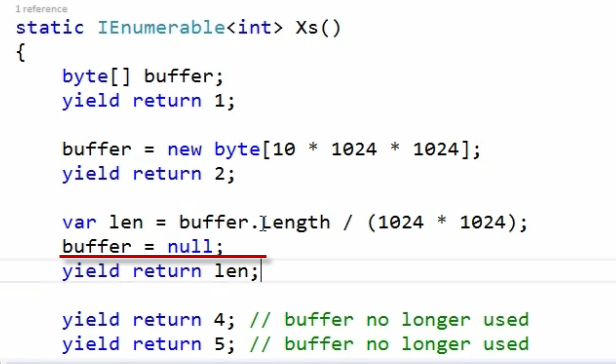 1 reference
static IEnumerable<int> Xs()
{
byte[] buffer;
yield return 1;
buffer = new byte[10 * 1024 * 1024];
yield return 2;
var len = buffer.Length / (1024 * 1024);
buffer = null;
yield return len;
yield return 4; // buffer no longer used
yield return 5; // buffer no longer used